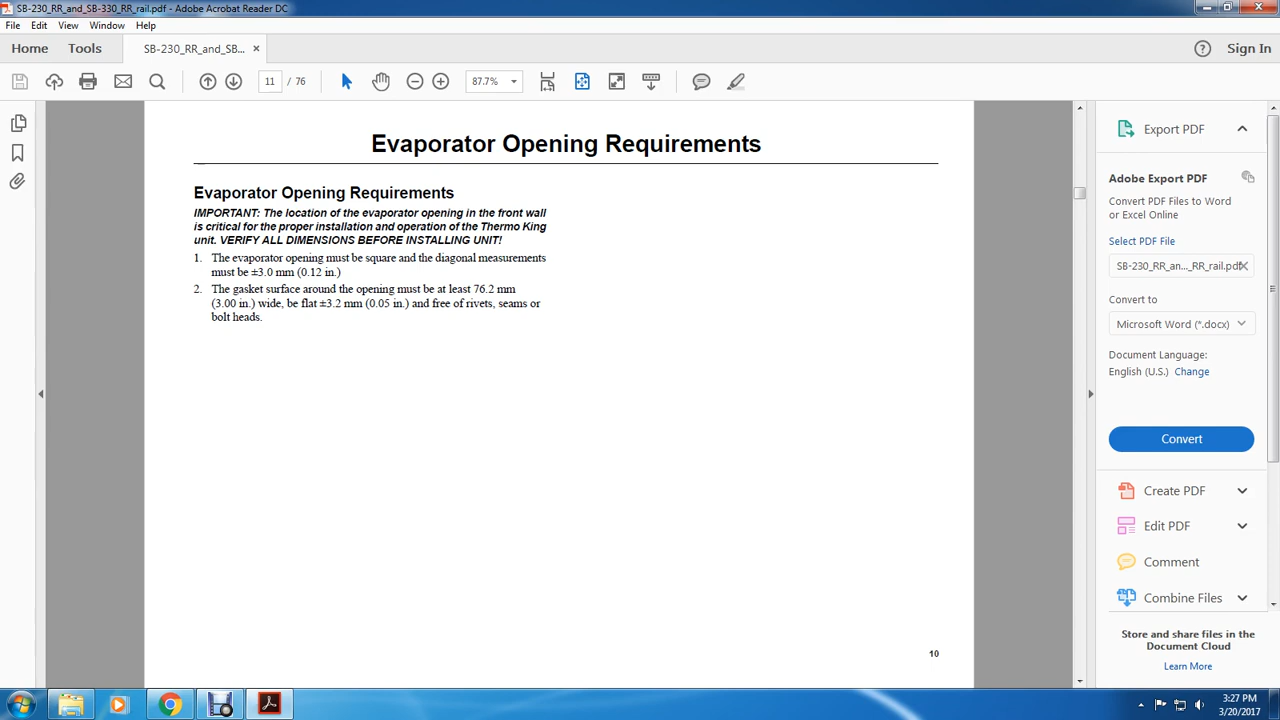 SB-230_RR_and_SB-330_RR_rail.pdf - Adobe Acrobat Reader DC
File Edit View Window Help
Home Tools SB-230_RR_and_SB... × Sign In
11 / 76 87.7%
Evaporator Opening Requirements
Evaporator Opening Requirements
IMPORTANT: The location of the evaporator opening in the front wall
is critical for the proper installation and operation of the Thermo King
unit. VERIFY ALL DIMENSIONS BEFORE INSTALLING UNIT!
1. The evaporator opening must be square and the diagonal measurements
must be ±3.0 mm (0.12 in.)
2. The gasket surface around the opening must be at least 76.2 mm
(3.00 in.) wide, be flat ±3.2 mm (0.05 in.) and free of rivets, seams or
bolt heads.
10
Export PDF
Adobe Export PDF
Convert PDF Files to Word
or Excel Online
Select PDF File
SB-230_RR_an..._RR_rail.pdf
Convert to
Microsoft Word (*.docx)
Document Language:
English (U.S.) Change
Convert
Create PDF
Edit PDF
Comment
Combine Files
Store and share files in the
Document Cloud
Learn More
3:27 PM
3/20/2017